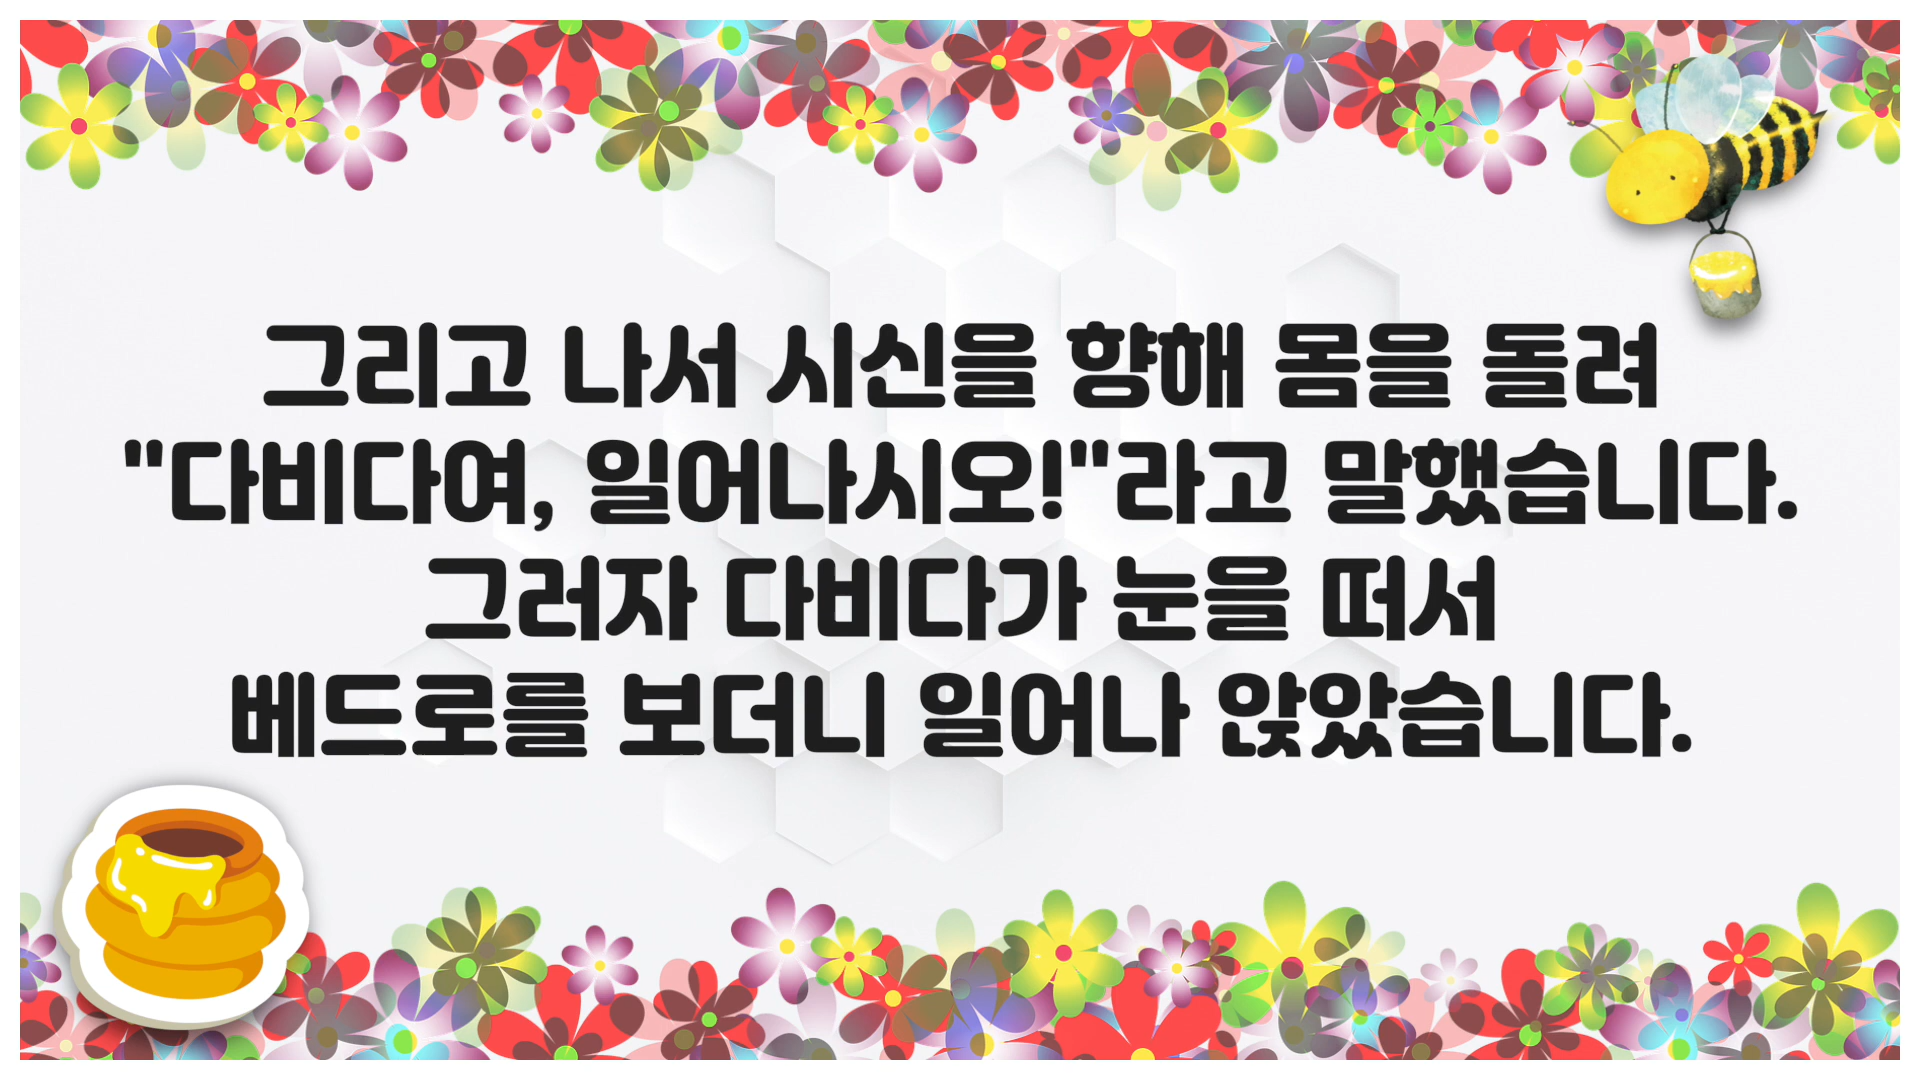 그리고 나서 시신을 향해 몸을 돌려
"다비다여, 일어나시오!"라고 말했습니다.
그러자 다비다가 눈을 떠서
베드로를 보더니 일어나 앉았습니다.